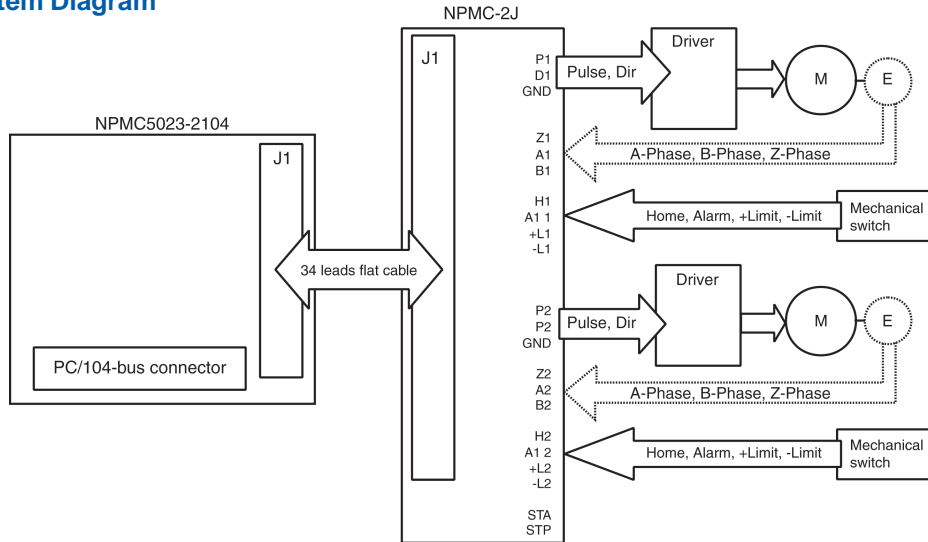 tem Diagram
NPMC-2J
NPMC5023-2104
J1
PC/104-bus connector
34 leads flat cable
J1
P1
D1
GND
Pulse, Dir
Driver
M
E
Z1
A1
B1
A-Phase, B-Phase, Z-Phase
H1
A1 1
+L1
-L1
Home, Alarm, +Limit, -Limit
Mechanical
switch
P2
P2
GND
Pulse, Dir
Driver
M
E
Z2
A2
B2
A-Phase, B-Phase, Z-Phase
H2
A1 2
+L2
-L2
Home, Alarm, +Limit, -Limit
Mechanical
switch
STA
STP